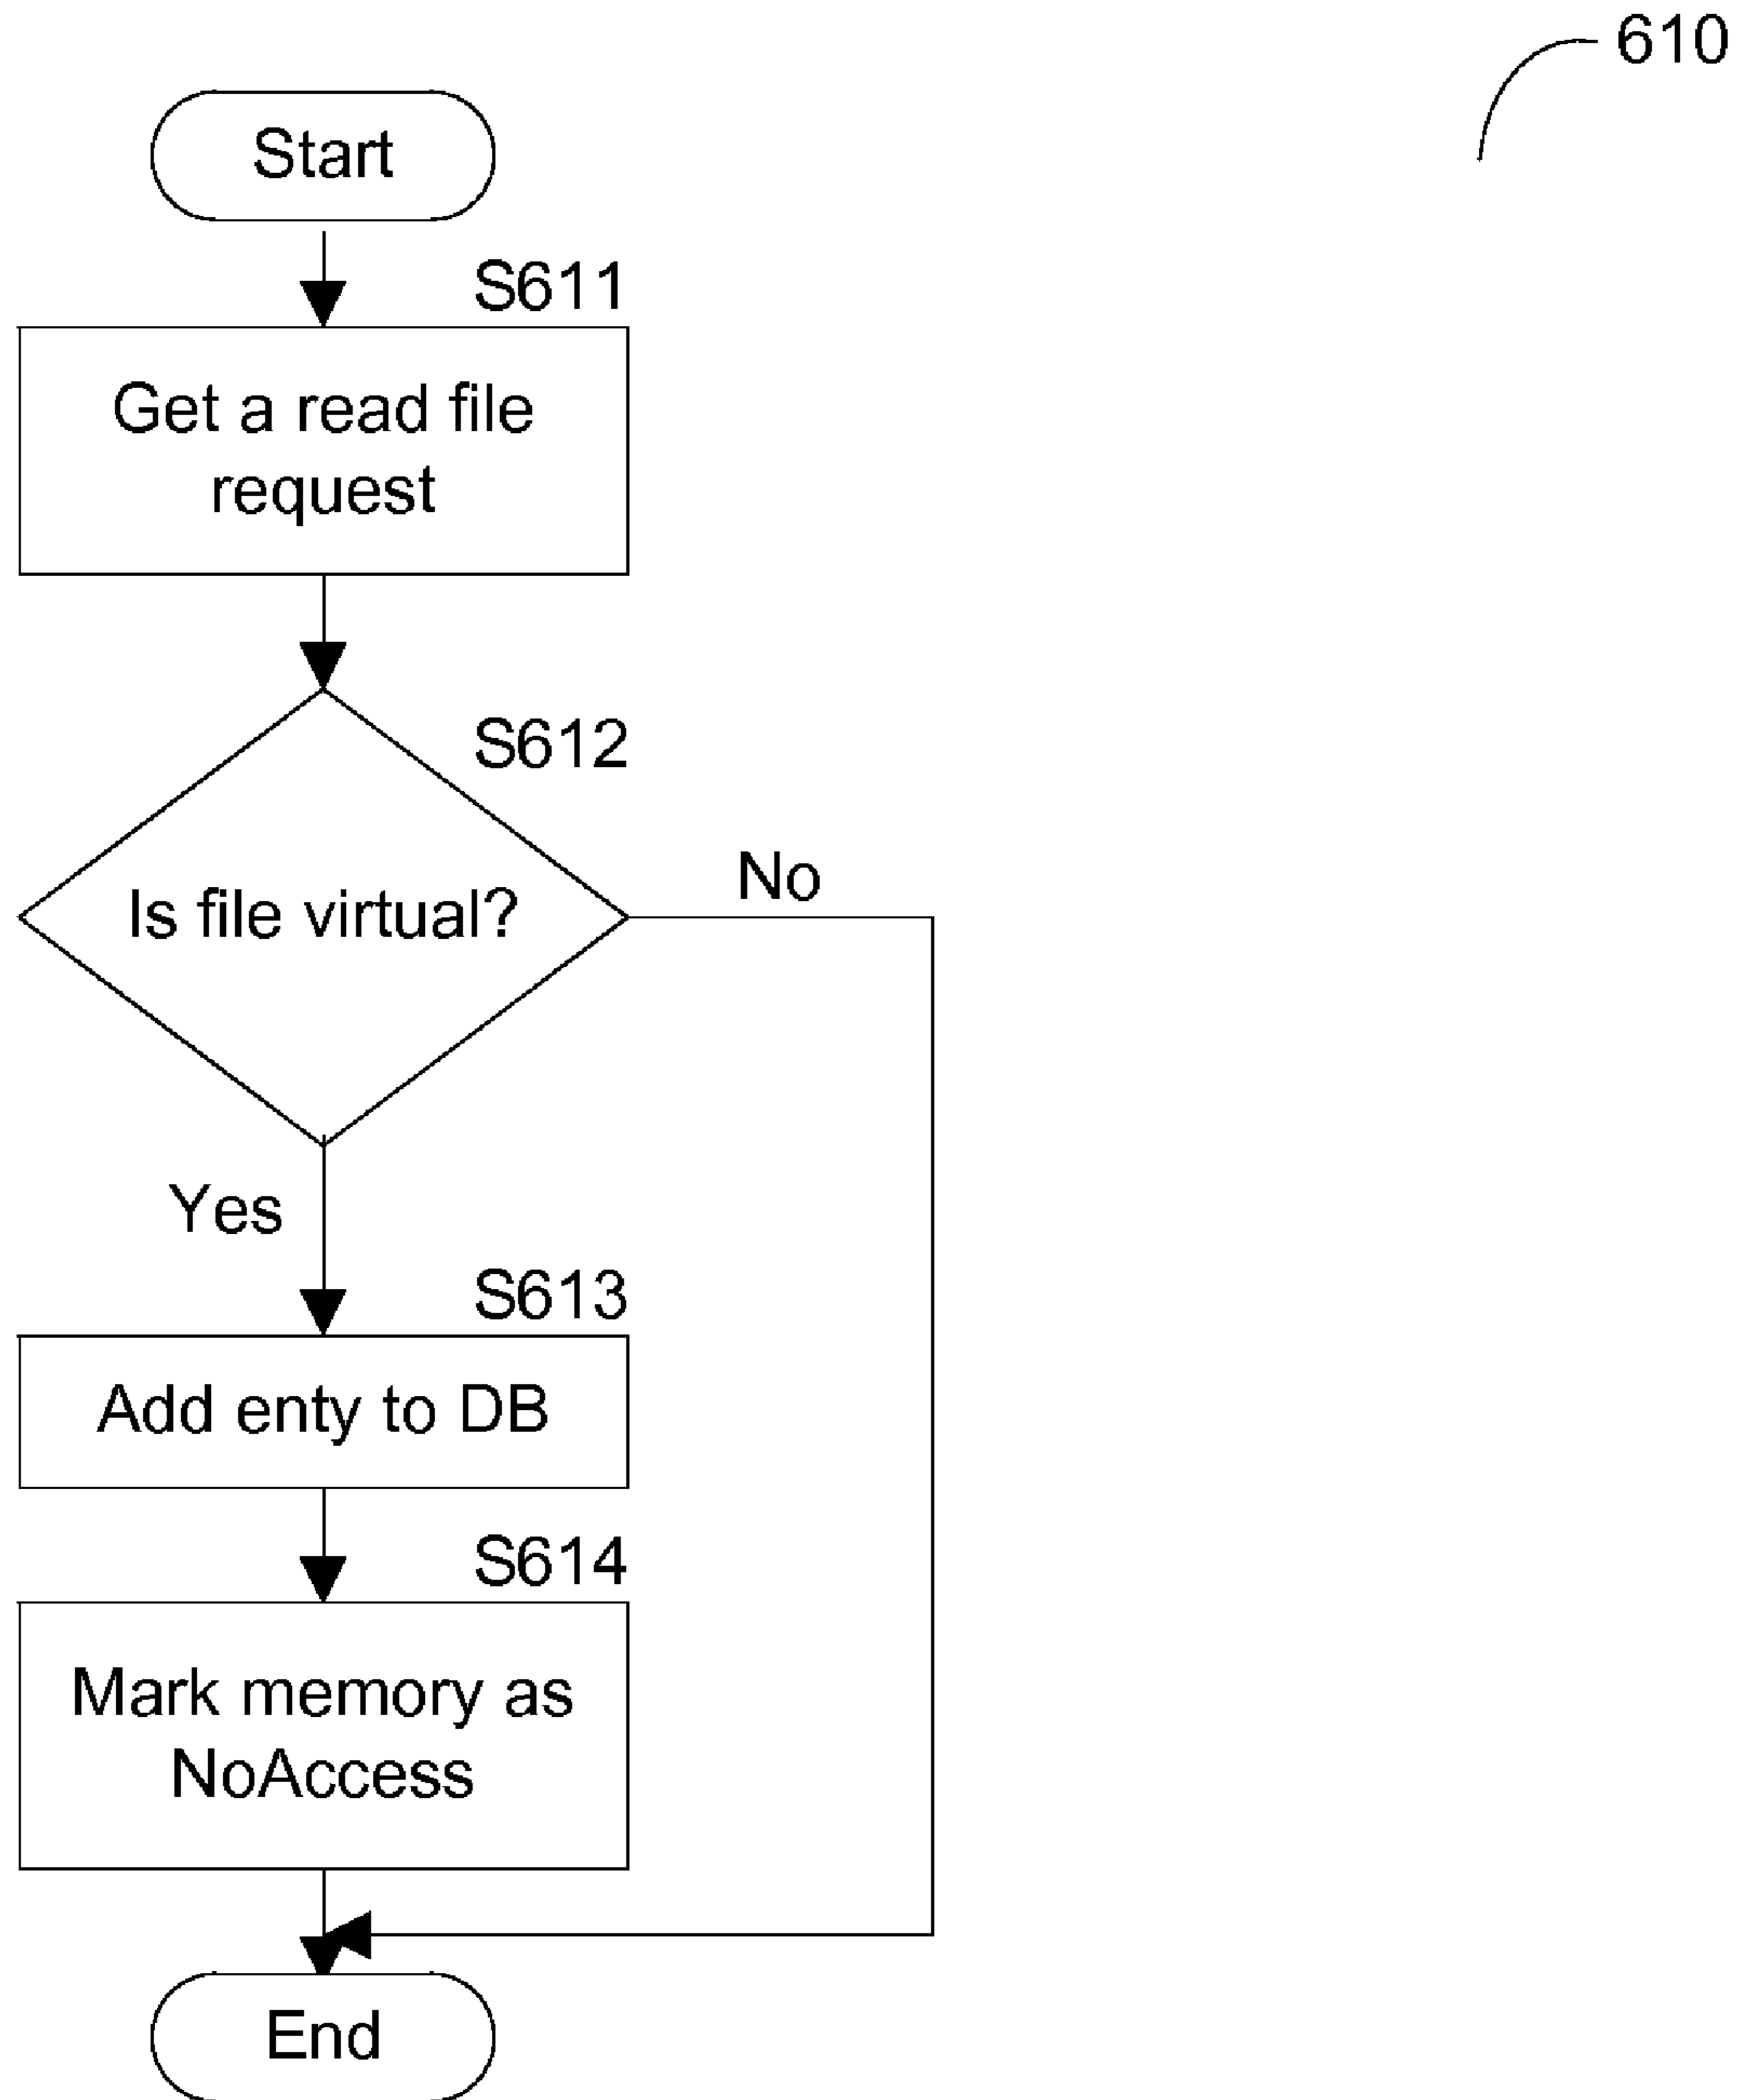 610
Start
S611
Get a read file
request
S612
Is file virtual?
No
Yes
S613
Add enty to DB
S614
Mark memory as
NoAccess
End